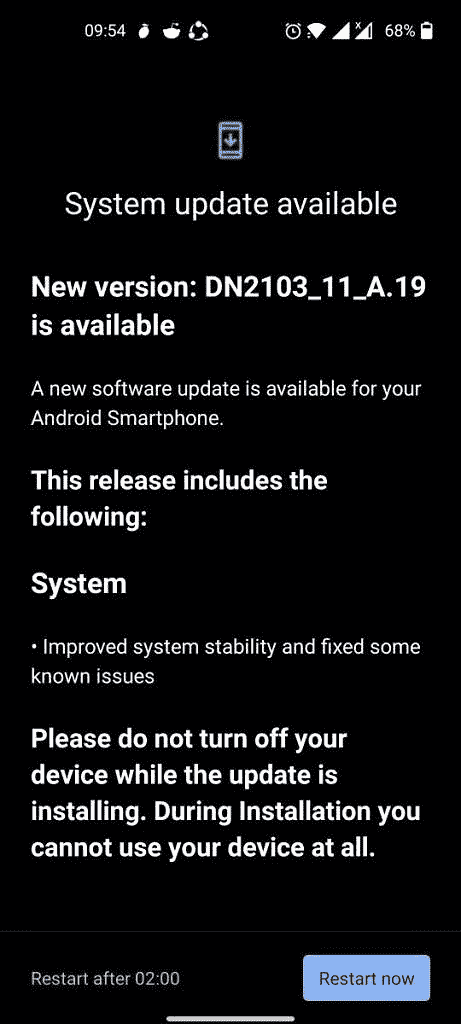 09:54 68%
System update available
New version: DN2103_11_A.19
is available
A new software update is available for your
Android Smartphone.
This release includes the
following:
System
• Improved system stability and fixed some
known issues
Please do not turn off your
device while the update is
installing. During Installation you
cannot use your device at all.
Restart after 02:00 Restart now